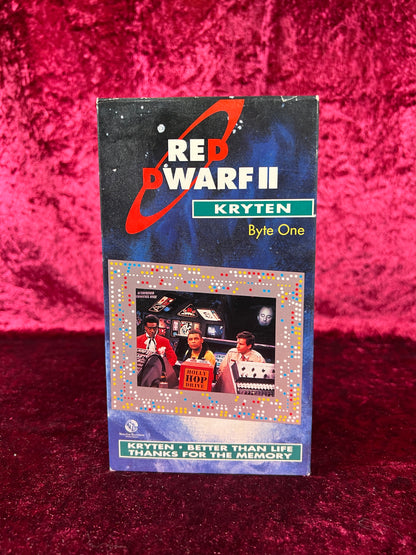 RED
DWARF II
KRYTEN
Byte One
HOLLY
HOP
DRIVE
KRYTEN • BETTER THAN LIFE
THANKS FOR THE MEMORY